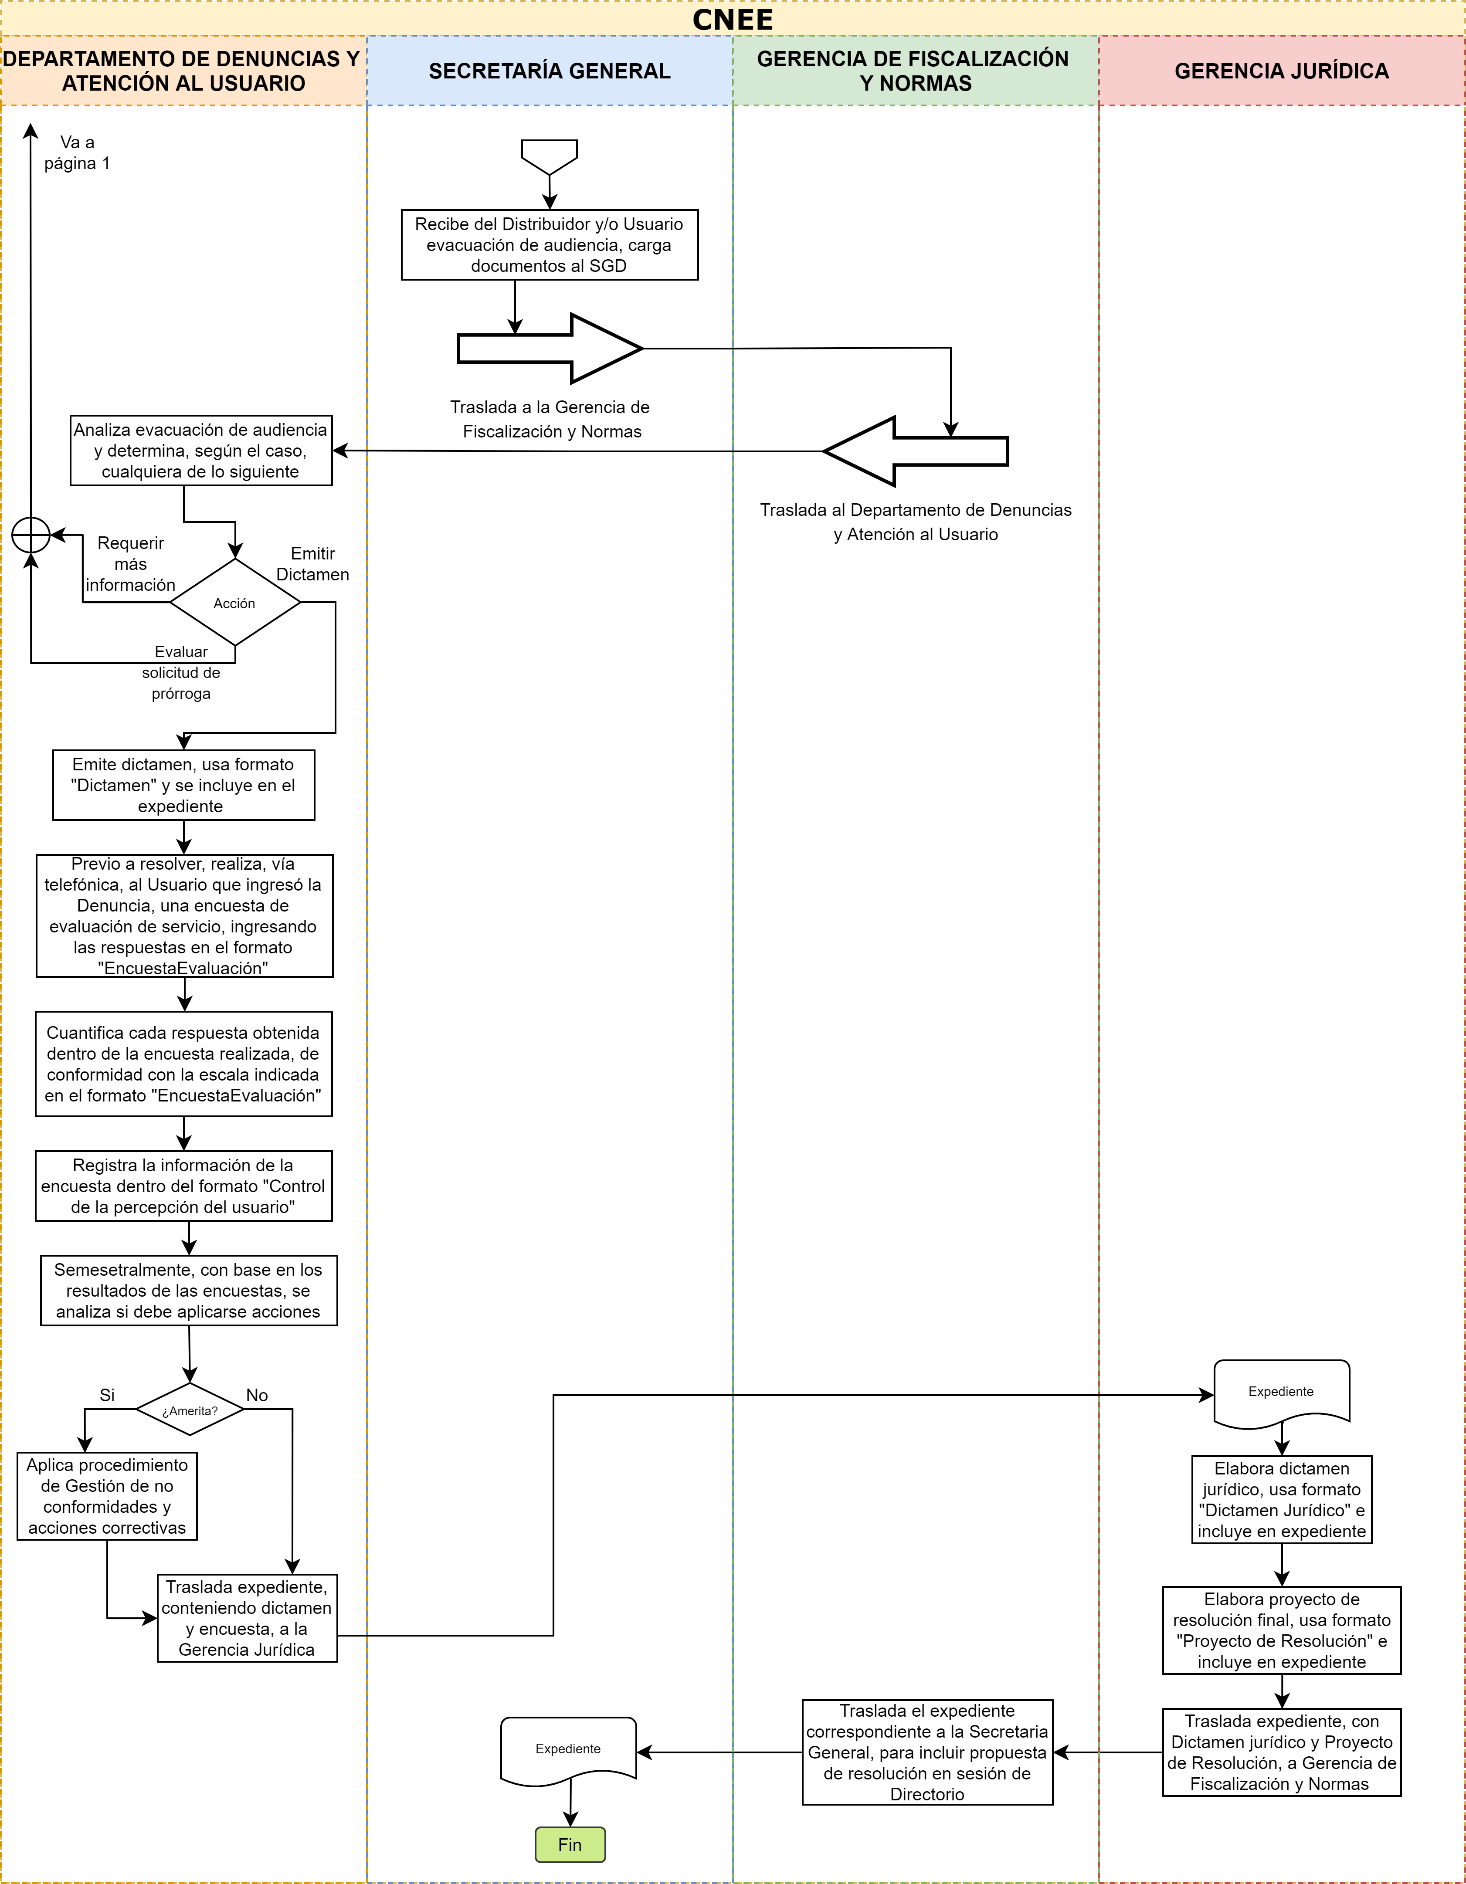 CNEE
DEPARTAMENTO DE DENUNCIAS Y
ATENCIÓN AL USUARIO
SECRETARÍA GENERAL
GERENCIA DE FISCALIZACIÓN
Y NORMAS
GERENCIA JURÍDICA
Va a
página 1
Recibe del Distribuidor y/o Usuario
evacuación de audiencia, carga
documentos al SGD
Traslada a la Gerencia de
Fiscalización y Normas
Traslada al Departamento de Denuncias
y Atención al Usuario
Analiza evacuación de audiencia
y determina, según el caso,
cualquiera de lo siguiente
Requerir
más
información
Emitir
Dictamen
Acción
Evaluar
solicitud de
prórroga
Emite dictamen, usa formato
"Dictamen" y se incluye en el
expediente
Previo a resolver, realiza, vía
telefónica, al Usuario que ingresó la
Denuncia, una encuesta de
evaluación de servicio, ingresando
las respuestas en el formato
"EncuestaEvaluación"
Cuantifica cada respuesta obtenida
dentro de la encuesta realizada, de
conformidad con la escala indicada
en el formato "EncuestaEvaluación"
Registra la información de la
encuesta dentro del formato "Control
de la percepción del usuario"
Semesetralmente, con base en los
resultados de las encuestas, se
analiza si debe aplicarse acciones
Si
No
¿Amerita?
Aplica procedimiento
de Gestión de no
conformidades y
acciones correctivas
Traslada expediente,
conteniendo dictamen
y encuesta, a la
Gerencia Jurídica
Expediente
Elabora dictamen
jurídico, usa formato
"Dictamen Jurídico" e
incluye en expediente
Elabora proyecto de
resolución final, usa formato
"Proyecto de Resolución" e
incluye en expediente
Traslada expediente, con
Dictamen jurídico y Proyecto
de Resolución, a Gerencia de
Fiscalización y Normas
Traslada el expediente
correspondiente a la Secretaria
General, para incluir propuesta
de resolución en sesión de
Directorio
Expediente
Fin